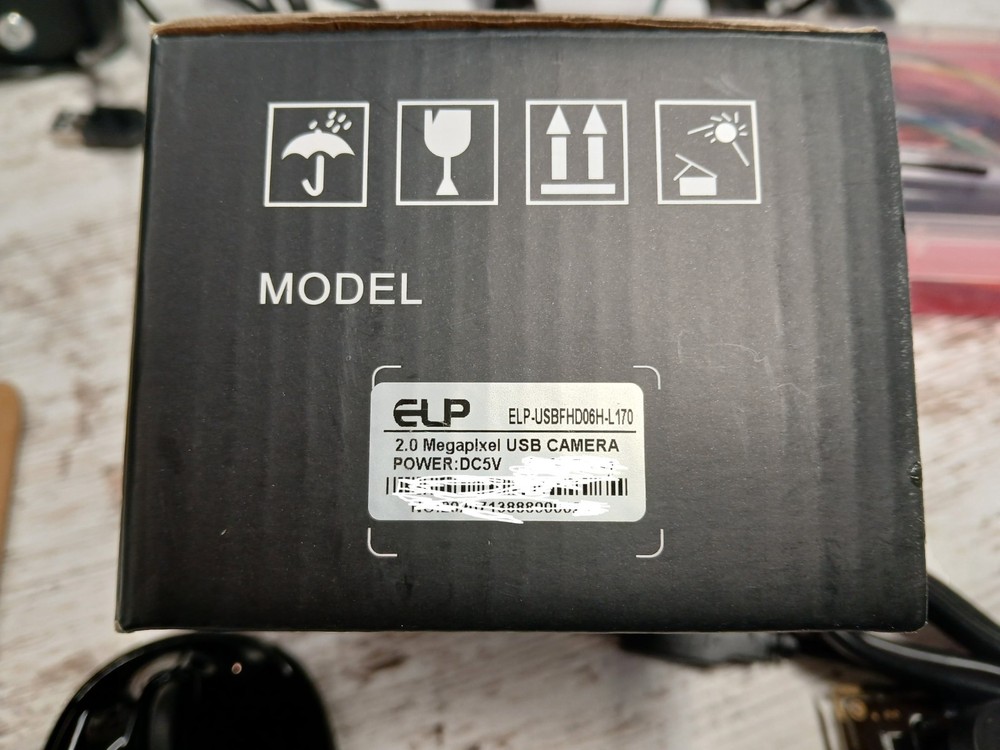 MODEL
ELP ELP-USBFHD06H-L170
2.0 Megapixel USB CAMERA
POWER:DC5V